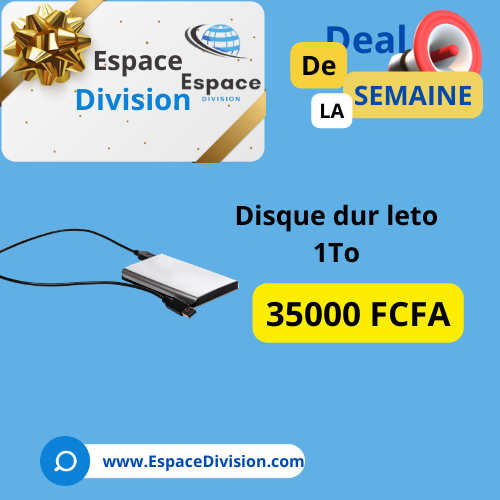 Espace
Division
Espace
DIVISION
Deal
De
LA
SEMAINE
Disque dur leto
1To
35000 FCFA
www.EspaceDivision.com